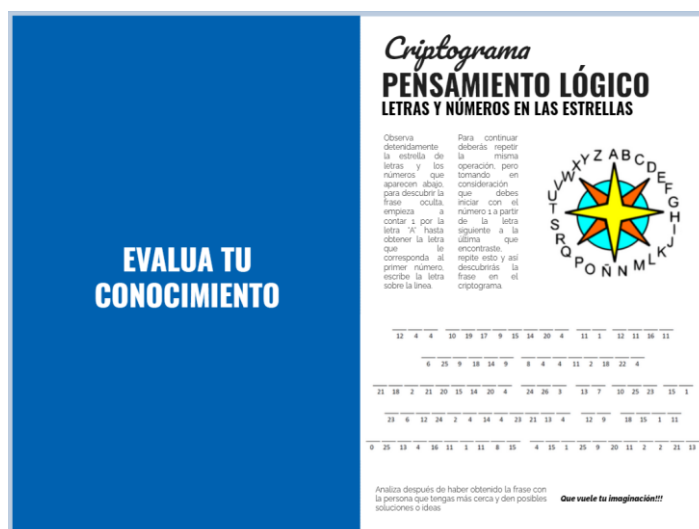 EVALUA TU
CONOCIMIENTO
Criptograma
PENSAMIENTO LÓGICO
LETRAS Y NÚMEROS EN LAS ESTRELLAS
Observa
detenidamente
la estrella de
letras y los
números que
aparecen abajo,
para descubrir la
frase oculta,
empieza a
contar 1 por la
letra "A" hasta
obtener la letra
que le
corresponda al
primer número,
escribe la letra
sobre la línea.
Para continuar
deberás repetir
la misma
operación, pero
tomando en
consideración
que debes
iniciar con el
número 1 a partir
de la letra
siguiente a la
última que
encontraste,
repite esto y así
descubrirás la
frase en el
criptograma.
A B C D E F G H I J K L M N Ñ O P Q R S T U V W X Y Z
12 4 4 10 19 17 9 15 14 20 4 11 1 12 11 16 11
6 25 9 18 14 9 8 4 4 11 2 18 22 4
21 18 2 21 20 15 14 20 4 24 26 3 13 7 10 25 23 15 1
23 6 12 24 2 4 14 4 23 21 13 4 12 9 18 15 1 11
0 25 13 4 16 11 1 11 8 15 4 15 1 25 9 20 11 2 2 21 13
Analiza después de haber obtenido la frase con
la persona que tengas más cerca y den posibles
soluciones o ideas
Que vuele tu imaginación!!!